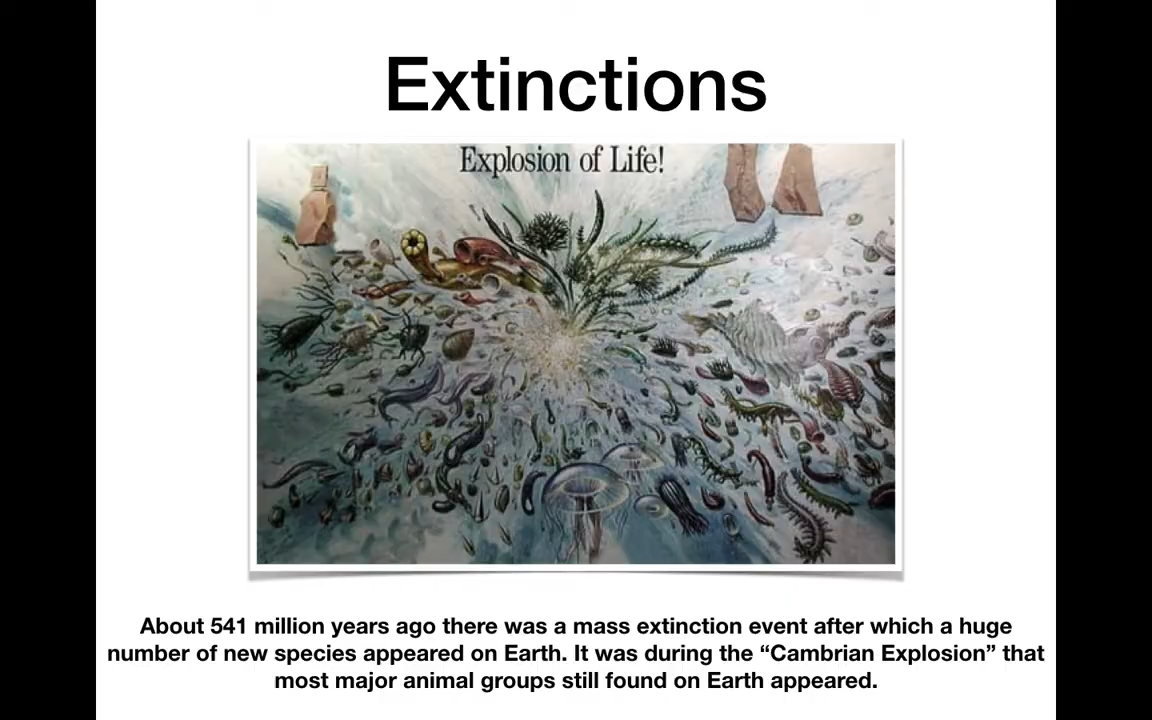 Extinctions
Explosion of Life!
About 541 million years ago there was a mass extinction event after which a huge
number of new species appeared on Earth. It was during the “Cambrian Explosion” that
most major animal groups still found on Earth appeared.